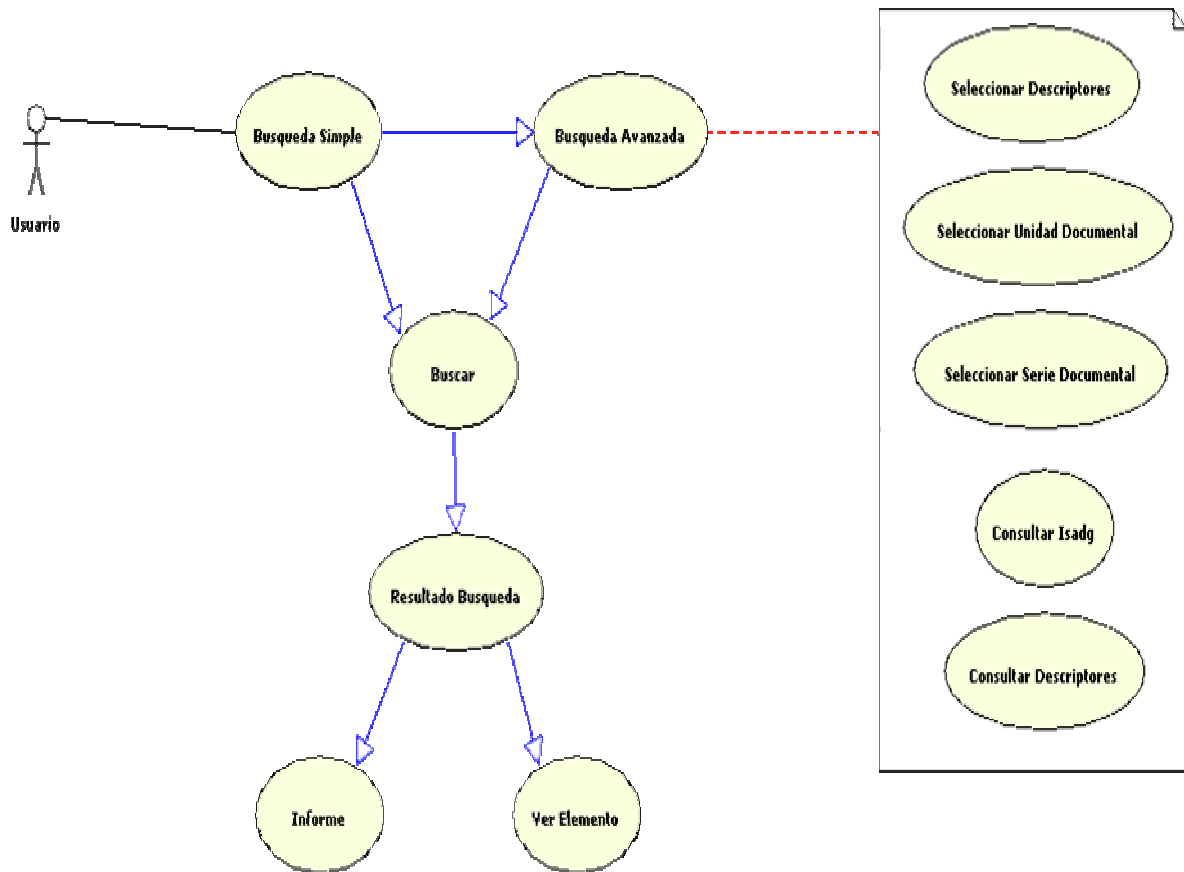 Usuario
Busqueda Simple
Busqueda Avanzada
Buscar
Resultado Busqueda
Informe
Ver Elemento
Seleccionar Descriptores
Seleccionar Unidad Documental
Seleccionar Serie Documental
Consultar Isadg
Consultar Descriptores